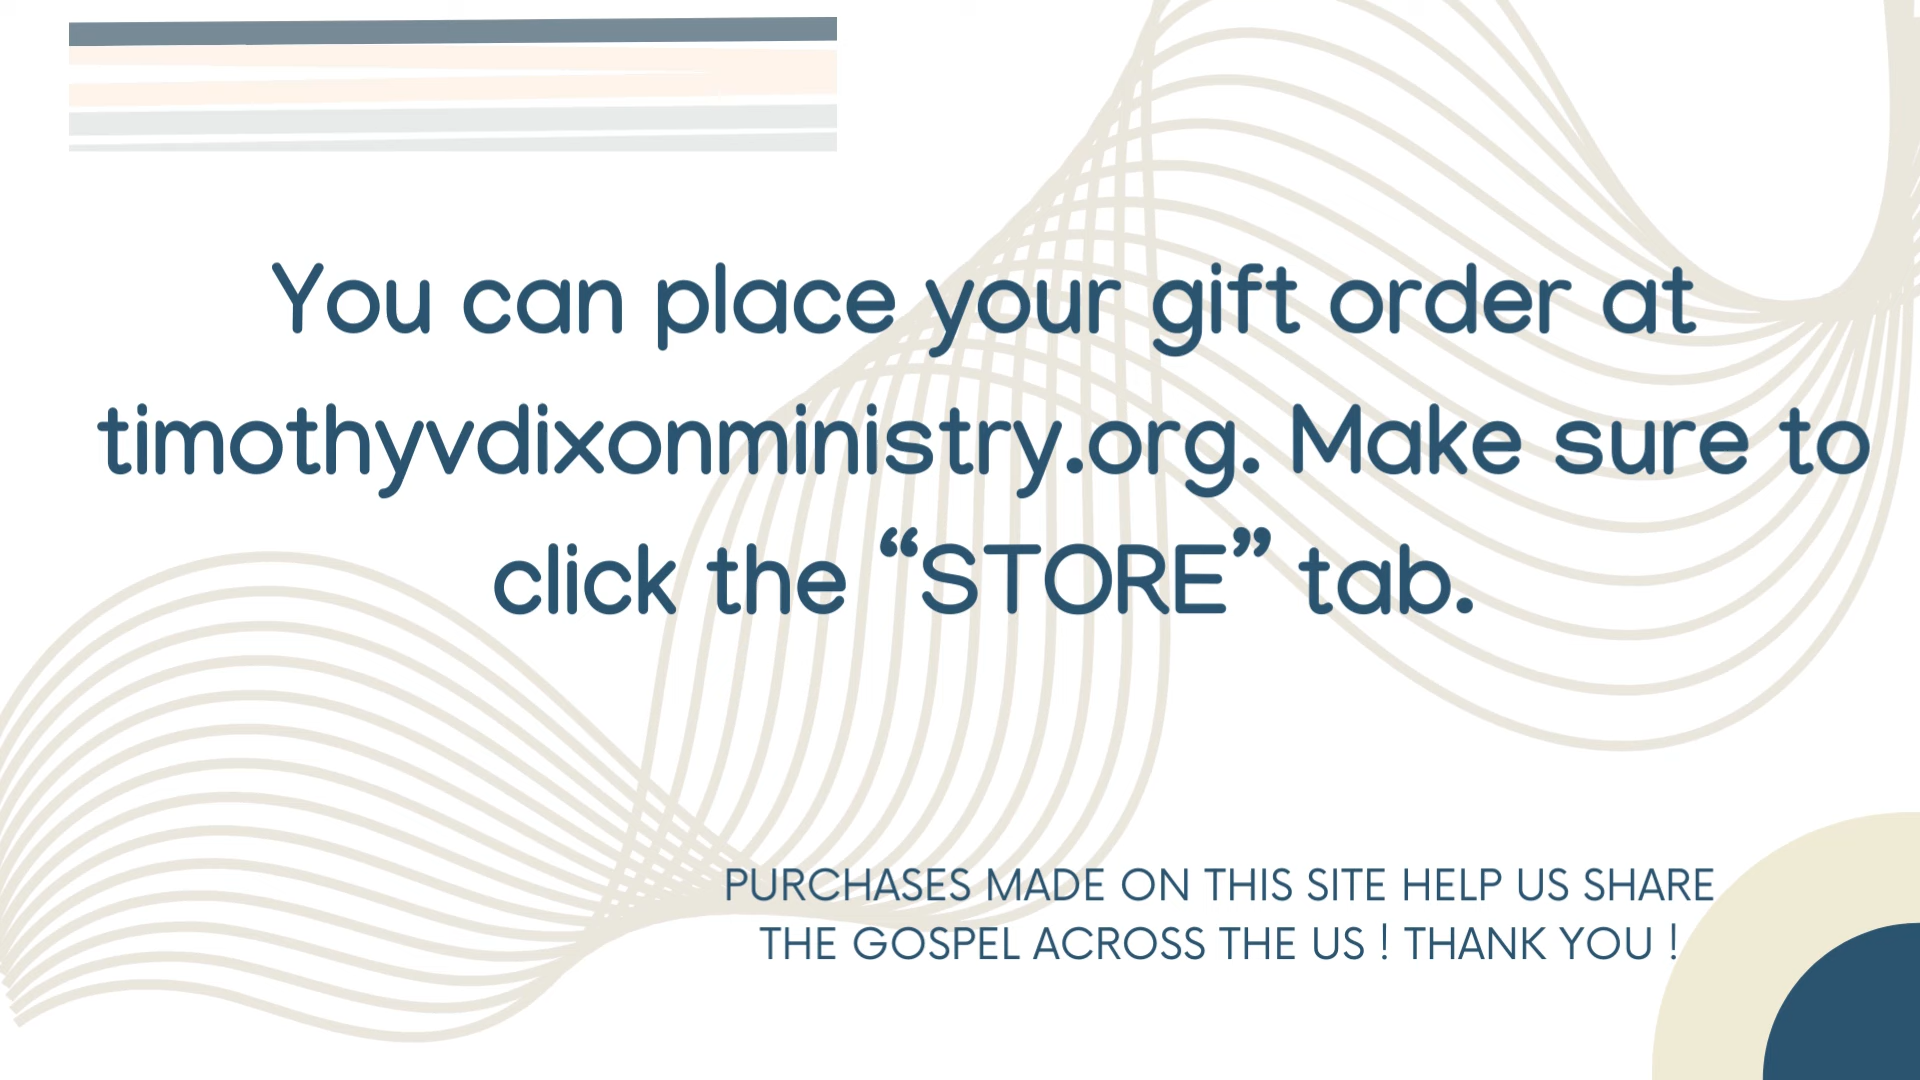 You can place your gift order at
timothyvdixonministry.org. Make sure to
click the “STORE” tab.
PURCHASES MADE ON THIS SITE HELP US SHARE
THE GOSPEL ACROSS THE US ! THANK YOU !